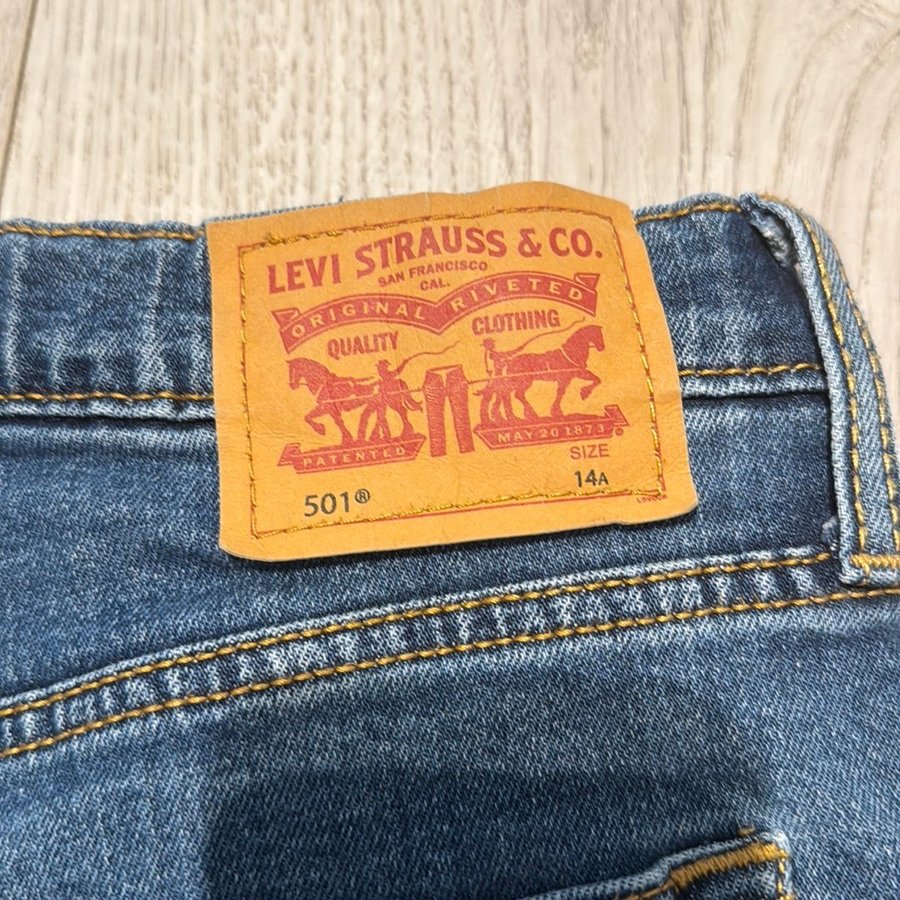 LEVI STRAUSS & CO.
SAN FRANCISCO
CAL.
ORIGINAL RIVETED
QUALITY CLOTHING
PATENTED MAY 20 1873 ®
SIZE
501® 14A